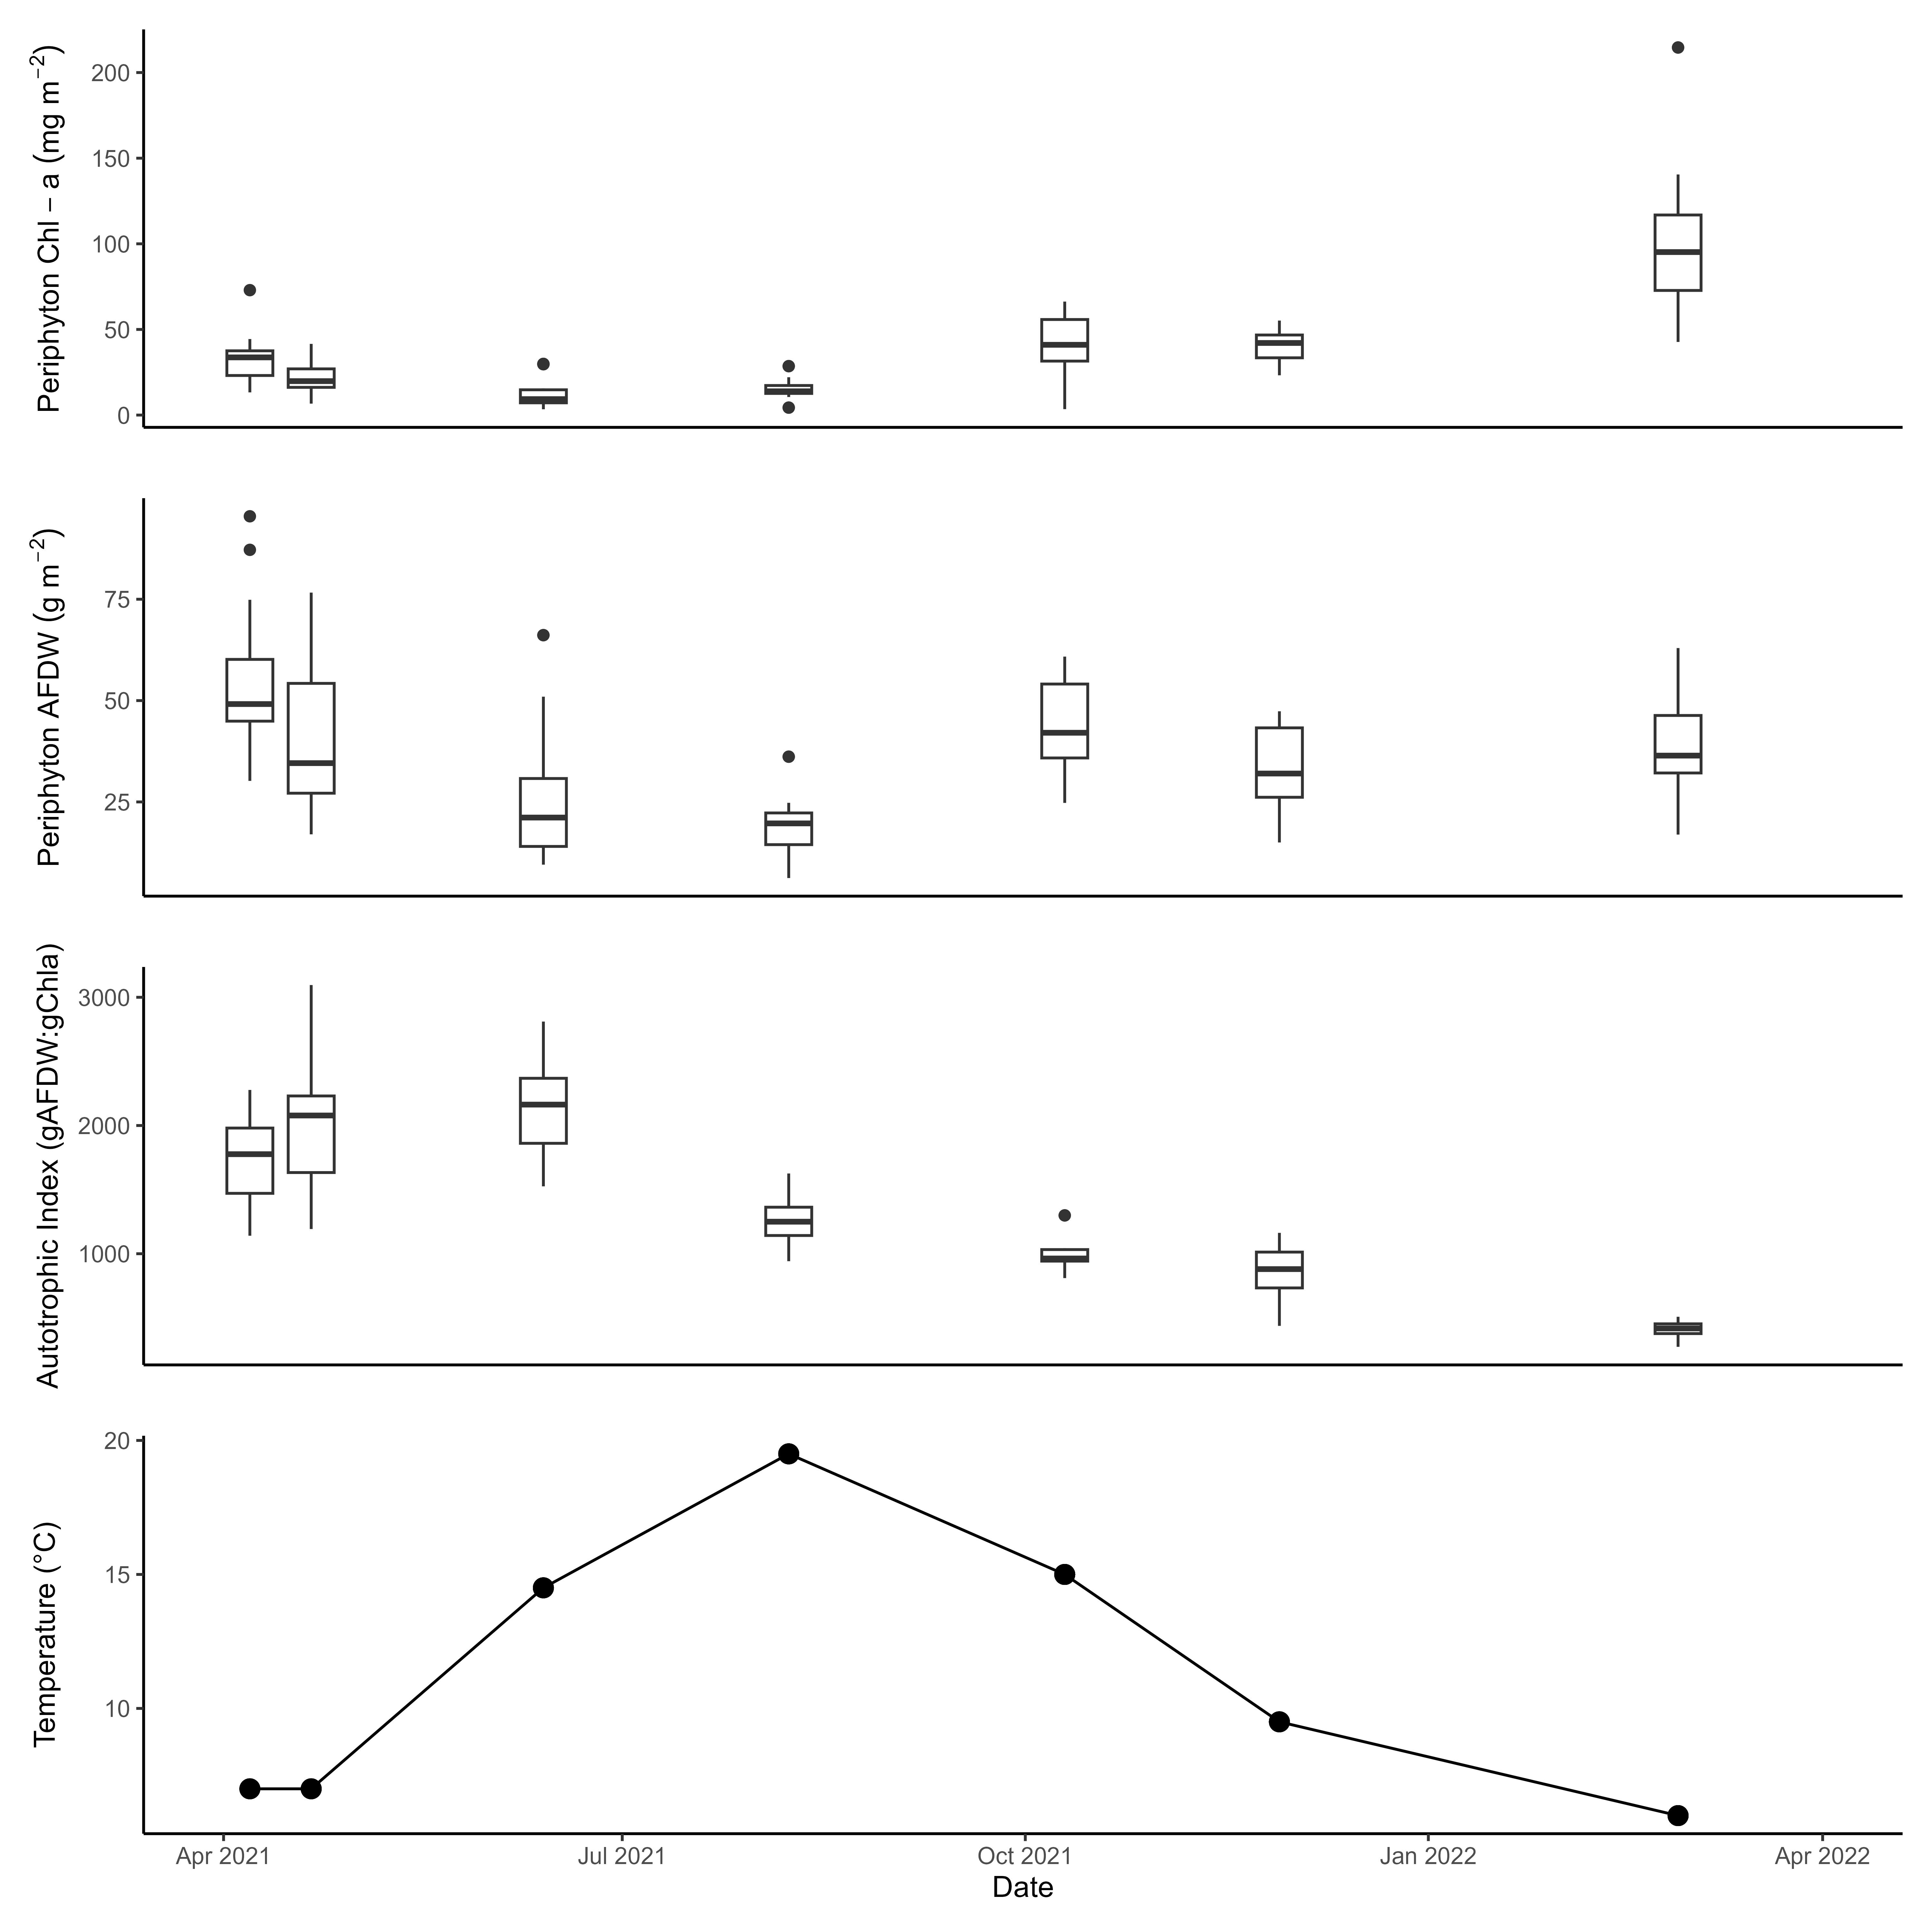 Periphyton Chl − a (mg m⁻²)
200
150
100
50
0
Periphyton AFDW (g m⁻²)
75
50
25
Autotrophic Index (gAFDW:gChla)
3000
2000
1000
Temperature (°C)
20
15
10
Apr 2021 Jul 2021 Oct 2021 Jan 2022 Apr 2022
Date